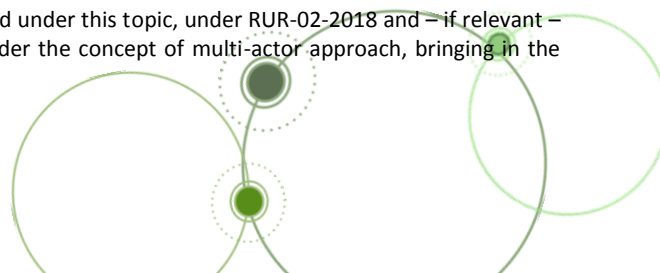 d under this topic, under RUR-02-2018 and – if relevant –
der the concept of multi-actor approach, bringing in the